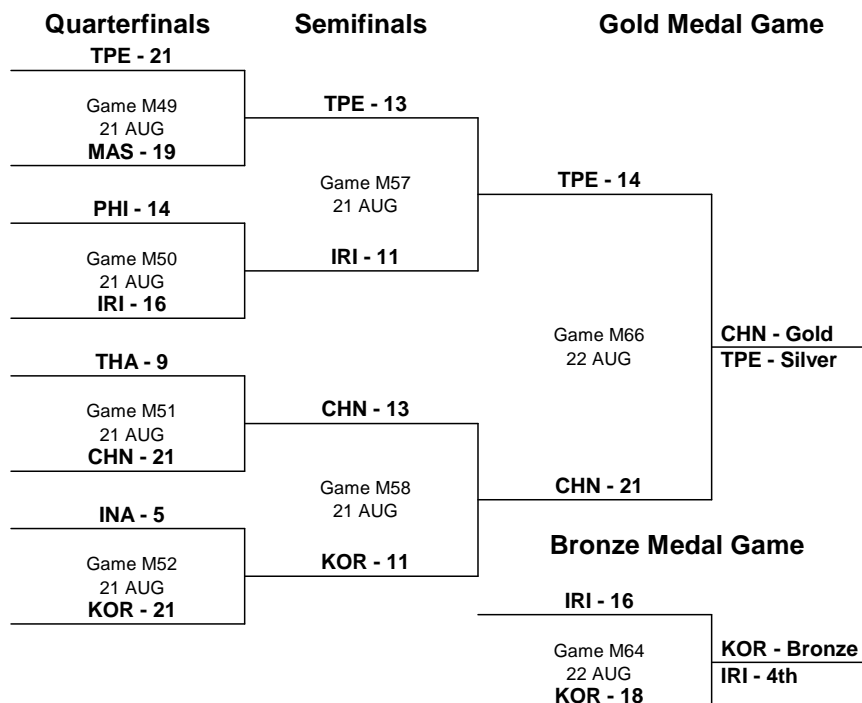 Quarterfinals
Semifinals
Gold Medal Game
TPE - 21
Game M49
21 AUG
MAS - 19
TPE - 13
Game M57
21 AUG
PHI - 14
Game M50
21 AUG
IRI - 16
IRI - 11
TPE - 14
Game M66
22 AUG
CHN - Gold
TPE - Silver
THA - 9
Game M51
21 AUG
CHN - 21
CHN - 13
Game M58
21 AUG
CHN - 21
INA - 5
Game M52
21 AUG
KOR - 21
KOR - 11
Bronze Medal Game
IRI - 16
Game M64
22 AUG
KOR - 18
KOR - Bronze
IRI - 4th